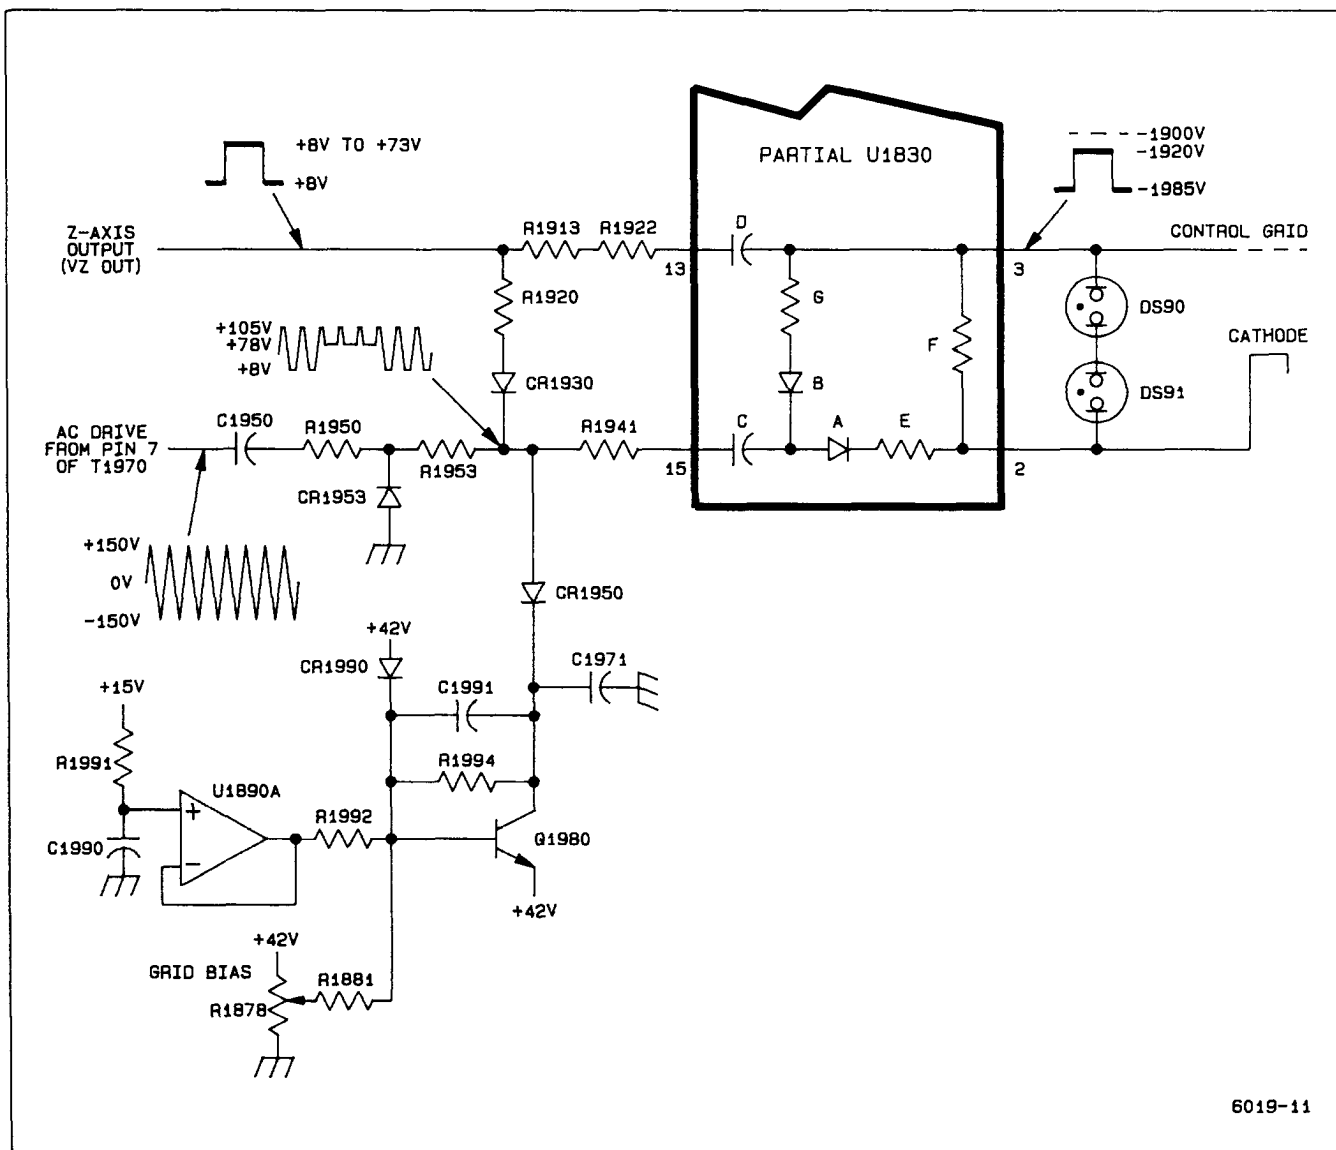 +8V TO +73V
+8V
Z-AXIS
OUTPUT
(VZ OUT)
R1913
R1922
13
R1920
PARTIAL U1830
D
G
B
F
C
A
E
3
2
15
- - - -1900V
-1920V
-1985V
CONTROL GRID
DS90
CATHODE
DS91
+105V
+78V
+8V
CR1930
C1950
AC DRIVE
FROM PIN 7
OF T1970
R1950
R1953
R1941
CR1953
+150V
0V
-150V
CR1950
+42V
CR1990
C1971
C1991
+15V
R1991
R1994
U1890A
+
-
R1992
C1990
Q1980
+42V
+42V
GRID BIAS
R1881
R1878
6019-11